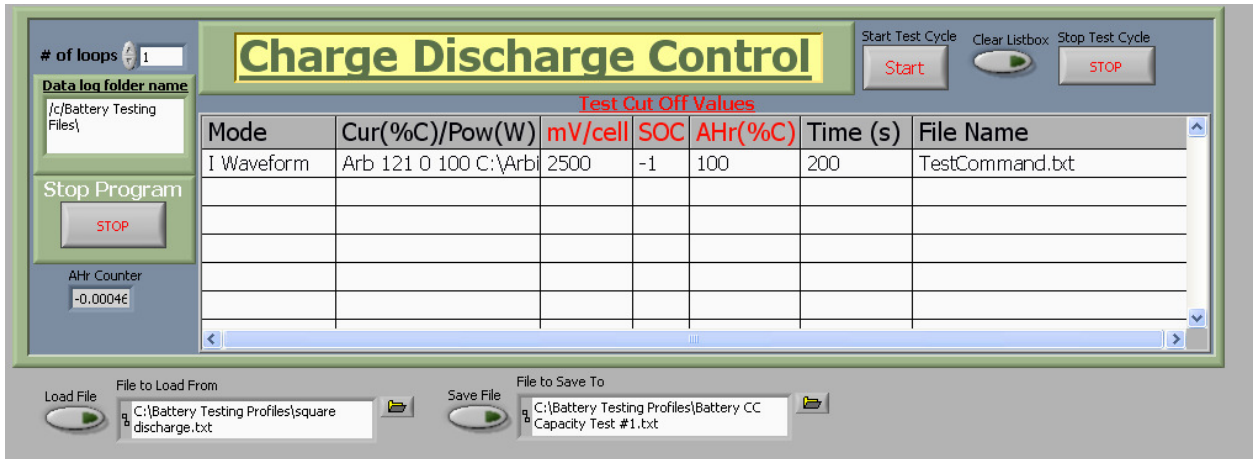 # of loops 1
Data log folder name
/c/Battery Testing
Files\
Stop Program
STOP
AHr Counter
-0.0004€
Charge Discharge Control
Start Test Cycle
Start
Clear Listbox
Stop Test Cycle
STOP
Test Cut Off Values
Mode Cur(%C)/Pow(W) mV/cell SOC AHr(%C) Time (s) File Name
I Waveform Arb 121 0 100 C:\Arbi 2500 -1 100 200 TestCommand.txt
Load File
File to Load From
C:\Battery Testing Profiles\square
discharge.txt
Save File
File to Save To
C:\Battery Testing Profiles\Battery CC
Capacity Test #1.txt